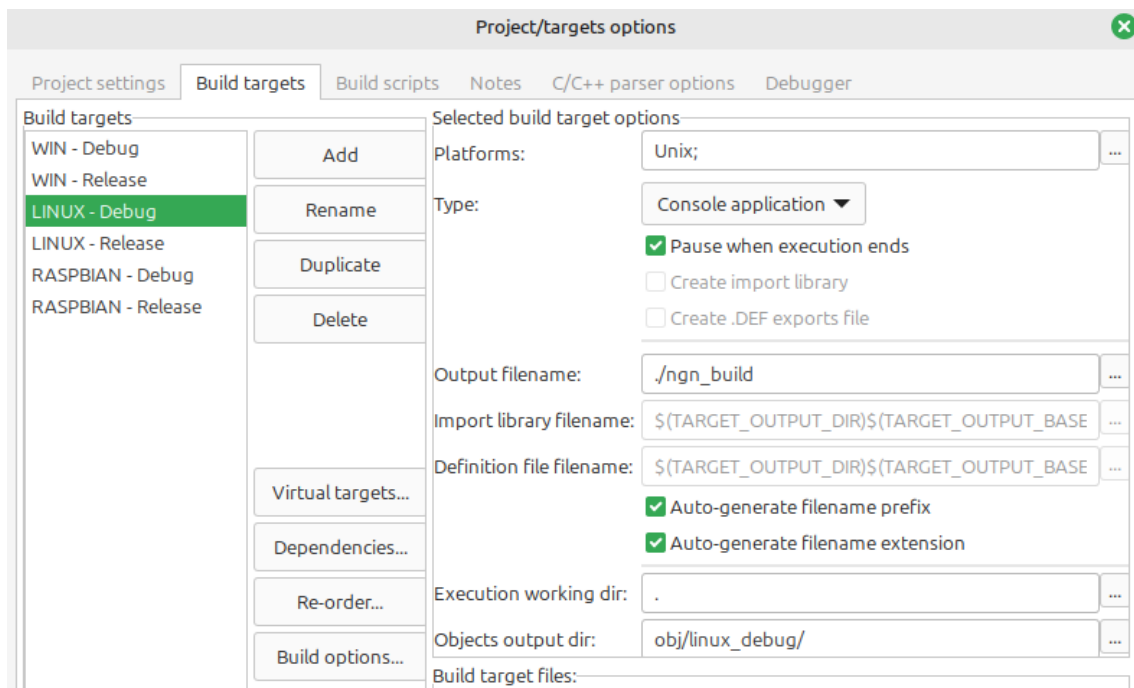 Project/targets options
Project settings
Build targets
Build scripts
Notes
C/C++ parser options
Debugger
Build targets
WIN - Debug
WIN - Release
LINUX - Debug
LINUX - Release
RASPBIAN - Debug
RASPBIAN - Release
Add
Rename
Duplicate
Delete
Virtual targets...
Dependencies...
Re-order...
Build options...
Selected build target options
Platforms:
Unix;
...
Type:
Console application
Pause when execution ends
Create import library
Create .DEF exports file
Output filename:
./ngn_build
...
Import library filename:
$(TARGET_OUTPUT_DIR)$(TARGET_OUTPUT_BASE
...
Definition file filename:
$(TARGET_OUTPUT_DIR)$(TARGET_OUTPUT_BASE
...
Auto-generate filename prefix
Auto-generate filename extension
Execution working dir:
.
...
Objects output dir:
obj/linux_debug/
...
Build target files: